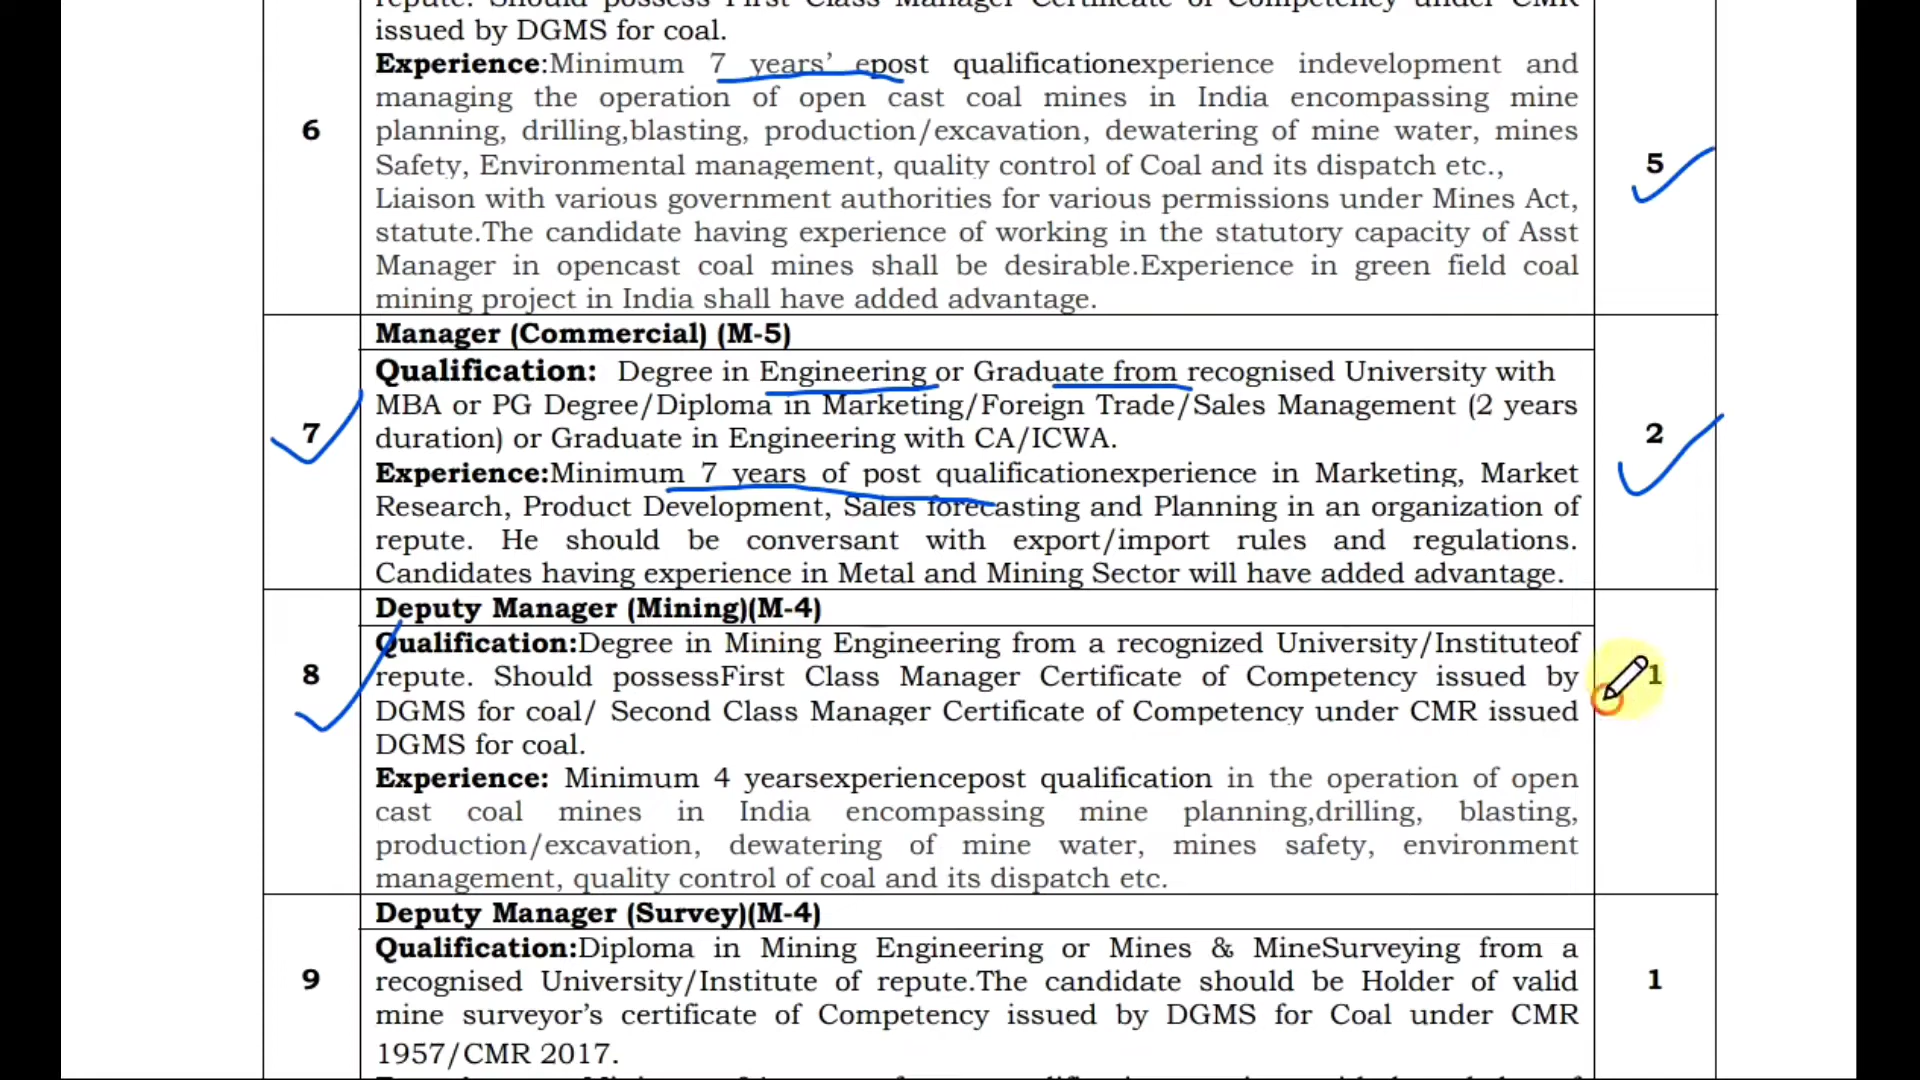 repute. Should possess First Class Manager Certificate of Competency under CMR
issued by DGMS for coal.
Experience:Minimum 7 years' epost qualificationexperience indevelopment and
managing the operation of open cast coal mines in India encompassing mine
6
planning, drilling,blasting, production/excavation, dewatering of mine water, mines
Safety, Environmental management, quality control of Coal and its dispatch etc.,
5
Liaison with various government authorities for various permissions under Mines Act,
statute.The candidate having experience of working in the statutory capacity of Asst
Manager in opencast coal mines shall be desirable.Experience in green field coal
mining project in India shall have added advantage.
Manager (Commercial) (M-5)
Qualification: Degree in Engineering or Graduate from recognised University with
MBA or PG Degree/Diploma in Marketing/Foreign Trade/Sales Management (2 years
7
duration) or Graduate in Engineering with CA/ICWA.
2
Experience:Minimum 7 years of post qualificationexperience in Marketing, Market
Research, Product Development, Sales forecasting and Planning in an organization of
repute. He should be conversant with export/import rules and regulations.
Candidates having experience in Metal and Mining Sector will have added advantage.
Deputy Manager (Mining)(M-4)
Qualification:Degree in Mining Engineering from a recognized University/Instituteof
8
repute. Should possessFirst Class Manager Certificate of Competency issued by
1
DGMS for coal/ Second Class Manager Certificate of Competency under CMR issued
DGMS for coal.
Experience: Minimum 4 yearsexperiencepost qualification in the operation of open
cast coal mines in India encompassing mine planning,drilling, blasting,
production/excavation, dewatering of mine water, mines safety, environment
management, quality control of coal and its dispatch etc.
Deputy Manager (Survey)(M-4)
Qualification:Diploma in Mining Engineering or Mines & MineSurveying from a
9
recognised University/Institute of repute.The candidate should be Holder of valid
1
mine surveyor's certificate of Competency issued by DGMS for Coal under CMR
1957/CMR 2017.